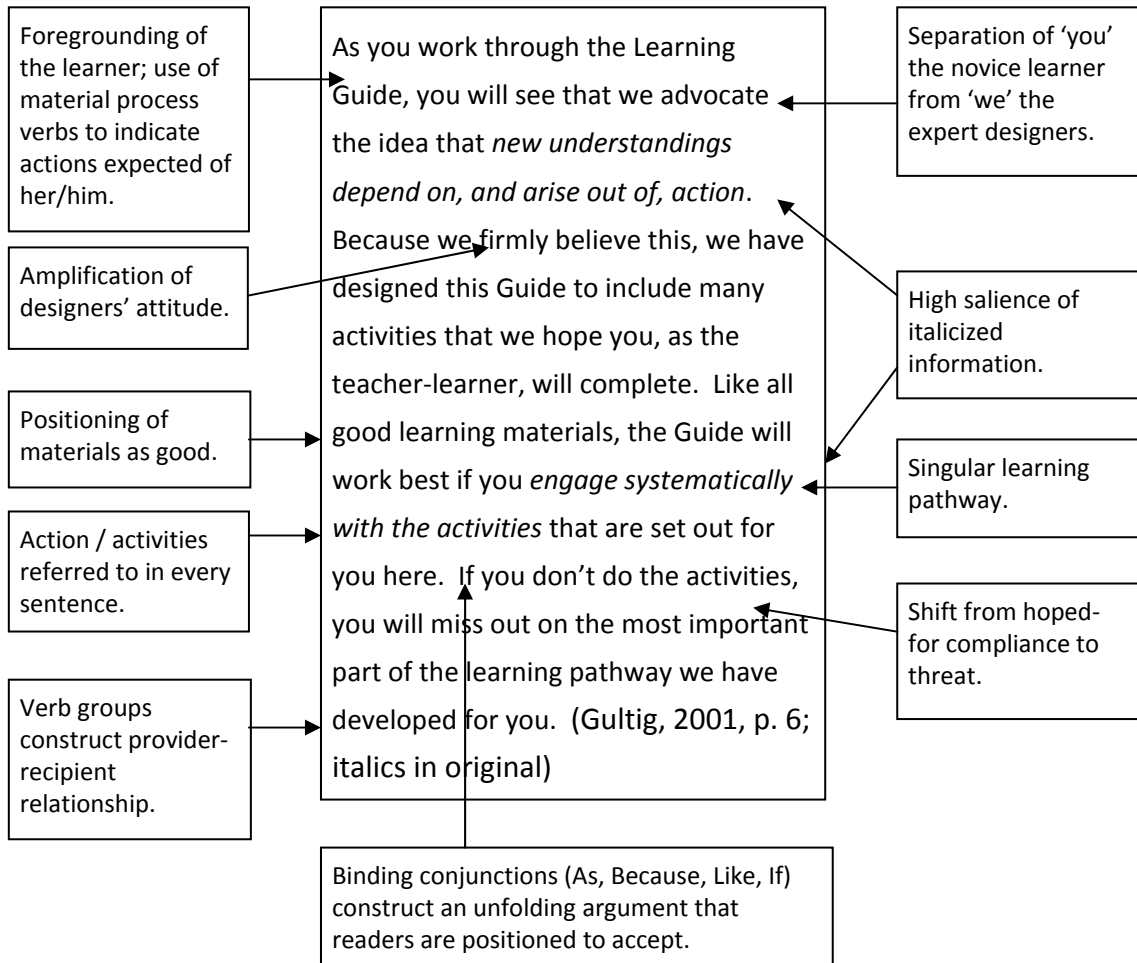 Foregrounding of
the learner; use of
material process
verbs to indicate
actions expected of
her/him.
Amplification of
designers’ attitude.
Positioning of
materials as good.
Action / activities
referred to in every
sentence.
Verb groups
construct provider-
recipient
relationship.
As you work through the Learning
Guide, you will see that we advocate
the idea that new understandings
depend on, and arise out of, action.
Because we firmly believe this, we have
designed this Guide to include many
activities that we hope you, as the
teacher-learner, will complete. Like all
good learning materials, the Guide will
work best if you engage systematically
with the activities that are set out for
you here. If you don’t do the activities,
you will miss out on the most important
part of the learning pathway we have
developed for you. (Gultig, 2001, p. 6;
italics in original)
Separation of ‘you’
the novice learner
from ‘we’ the
expert designers.
High salience of
italicized
information.
Singular learning
pathway.
Shift from hoped-
for compliance to
threat.
Binding conjunctions (As, Because, Like, If)
construct an unfolding argument that
readers are positioned to accept.